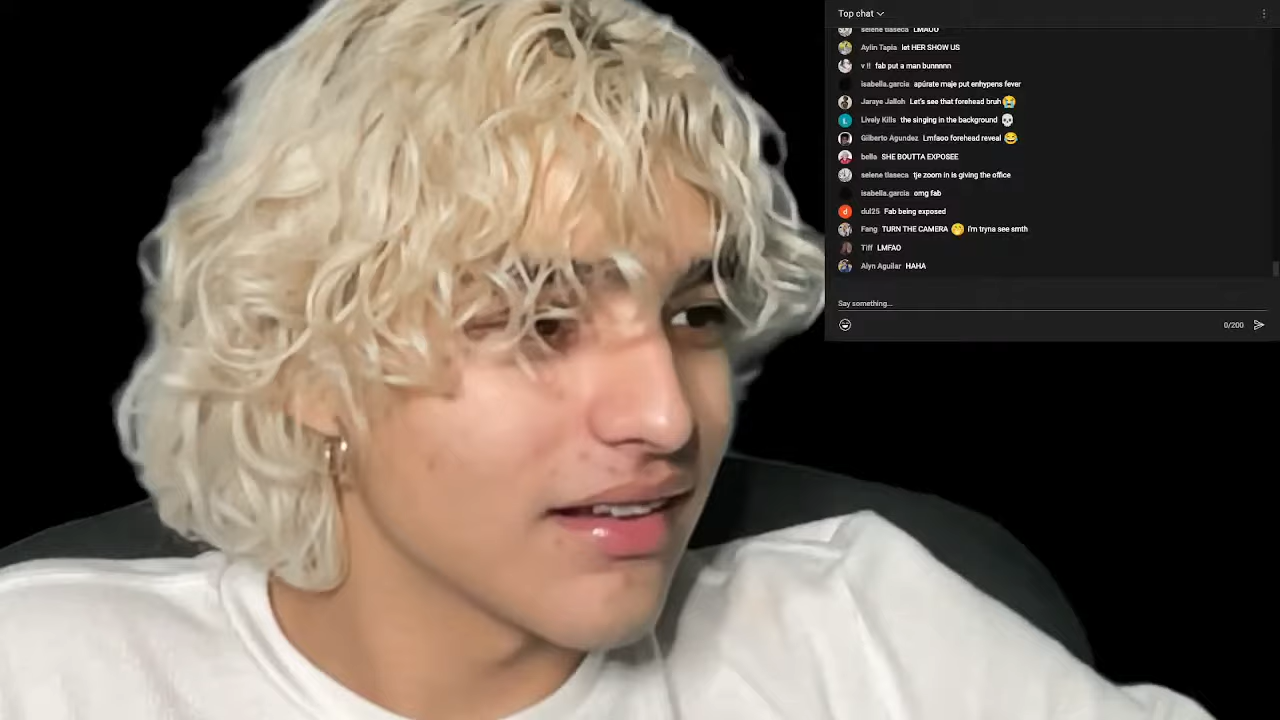 Top chat
selene tlaseca LMAOO
Aylin Tapia let HER SHOW US
v !! fab put a man bunnnnn
isabella.garcia apúrate maje put enhypens fever
Jaraye Jalloh Let's see that forehead bruh😭
L Lively Kills the singing in the background 💀
Gilberto Agundez Lmfaoo forehead reveal 😂
bella SHE BOUTTA EXPOSEE
selene tlaseca tje zoom in is giving the office
isabella.garcia omg fab
d dul25 Fab being exposed
Fang TURN THE CAMERA 🤭 i'm tryna see smth
Tiff LMFAO
Alyn Aguilar HAHA
Say something...
0/200